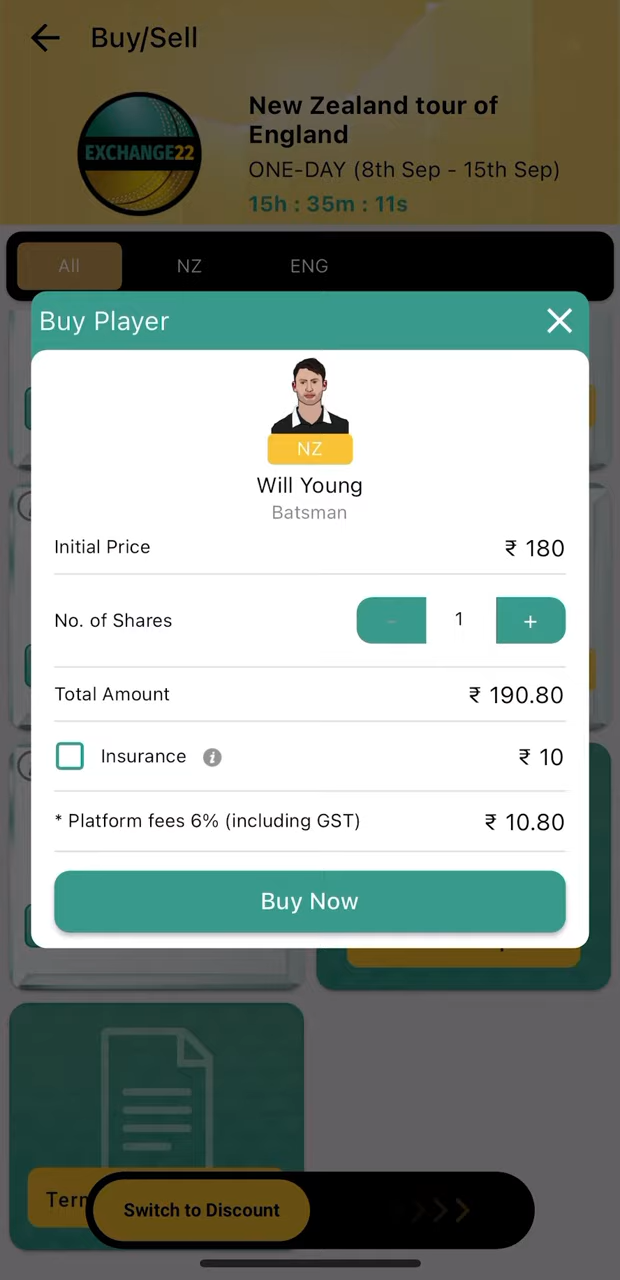 Buy/Sell
EXCHANGE22
New Zealand tour of
England
ONE-DAY (8th Sep - 15th Sep)
15h : 35m : 11s
All
NZ
ENG
Buy Player
NZ
Will Young
Batsman
Initial Price
₹ 180
No. of Shares
-
1
+
Total Amount
₹ 190.80
Insurance
i
₹ 10
* Platform fees 6% (including GST)
₹ 10.80
Buy Now
Switch to Discount